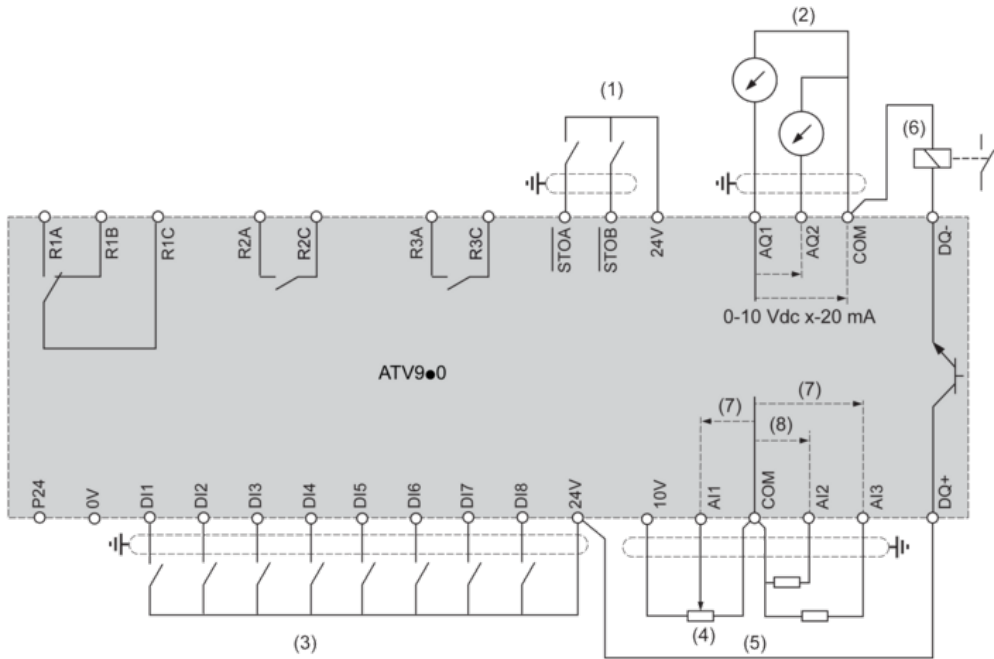 (2)
(1)
(6)
R1A
R1B
R1C
R2A
R2C
R3A
R3C
STOA
STOB
24V
AQ1
AQ2
COM
DQ-
0-10 Vdc x-20 mA
ATV9●0
(7)
(7)
(8)
P24
0V
DI1
DI2
DI3
DI4
DI5
DI6
DI7
DI8
24V
10V
AI1
COM
AI2
AI3
DQ+
(3)
(4)
(5)